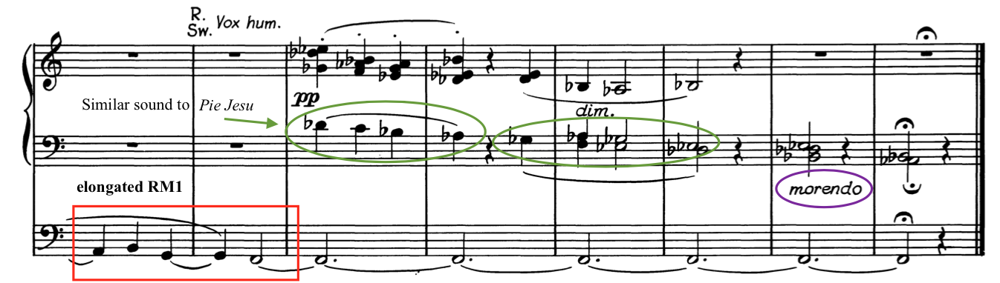 R. Vox hum.
Sw.
pp
Similar sound to Pie Jesu
dim.
elongated RM1
morendo